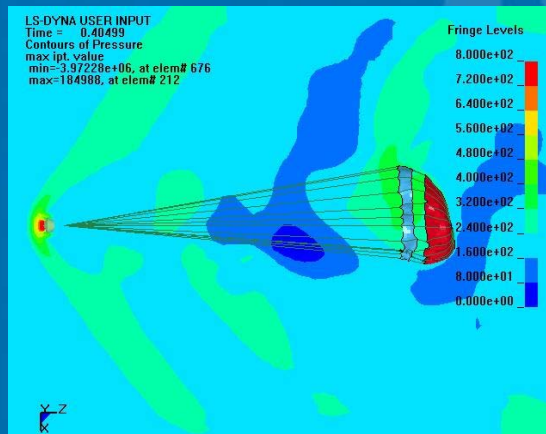 LS-DYNA USER INPUT
Time = 0.40499
Contours of Pressure
max ipt. value
min=-3.97228e+06, at elem# 676
max=184988, at elem# 212
Fringe Levels
8.000e+02
7.200e+02
6.400e+02
5.600e+02
4.800e+02
4.000e+02
3.200e+02
2.400e+02
1.600e+02
8.000e+01
0.000e+00
Y Z
X